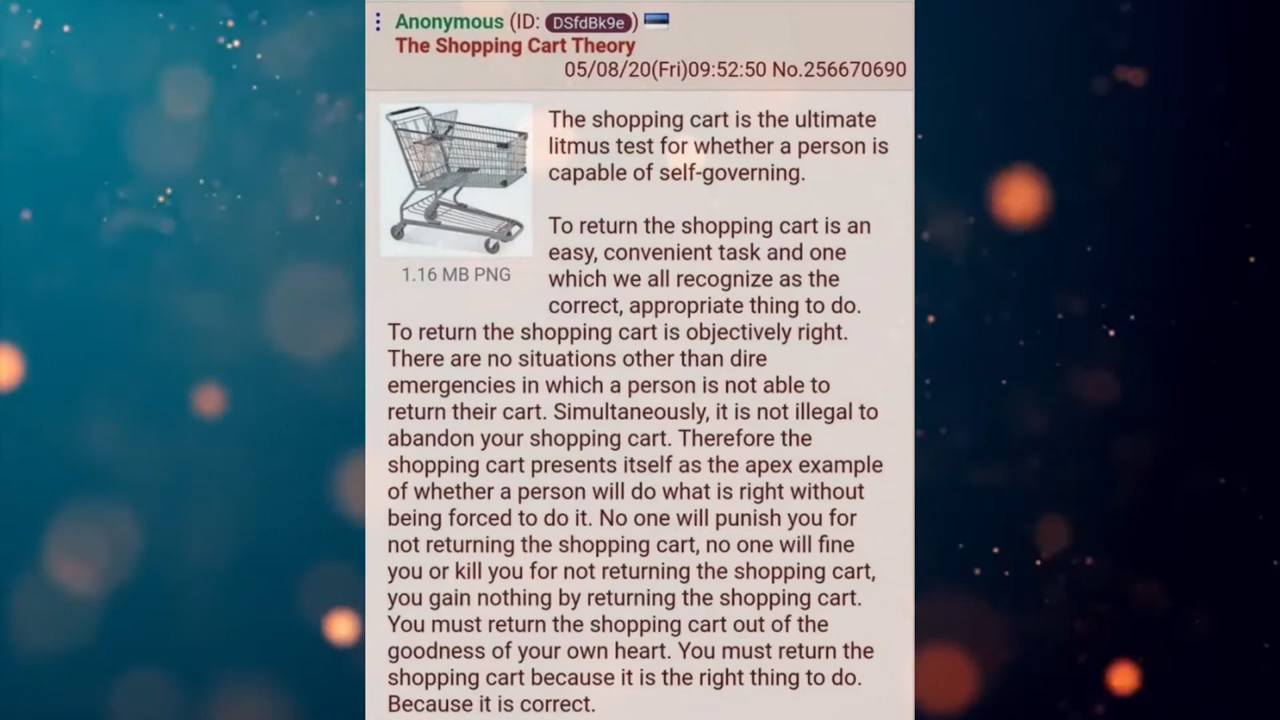 Anonymous (ID: DSfdBk9e)
The Shopping Cart Theory
05/08/20(Fri)09:52:50 No.256670690
The shopping cart is the ultimate
litmus test for whether a person is
capable of self-governing.
To return the shopping cart is an
easy, convenient task and one
which we all recognize as the
correct, appropriate thing to do.
1.16 MB PNG
To return the shopping cart is objectively right.
There are no situations other than dire
emergencies in which a person is not able to
return their cart. Simultaneously, it is not illegal to
abandon your shopping cart. Therefore the
shopping cart presents itself as the apex example
of whether a person will do what is right without
being forced to do it. No one will punish you for
not returning the shopping cart, no one will fine
you or kill you for not returning the shopping cart,
you gain nothing by returning the shopping cart.
You must return the shopping cart out of the
goodness of your own heart. You must return the
shopping cart because it is the right thing to do.
Because it is correct.